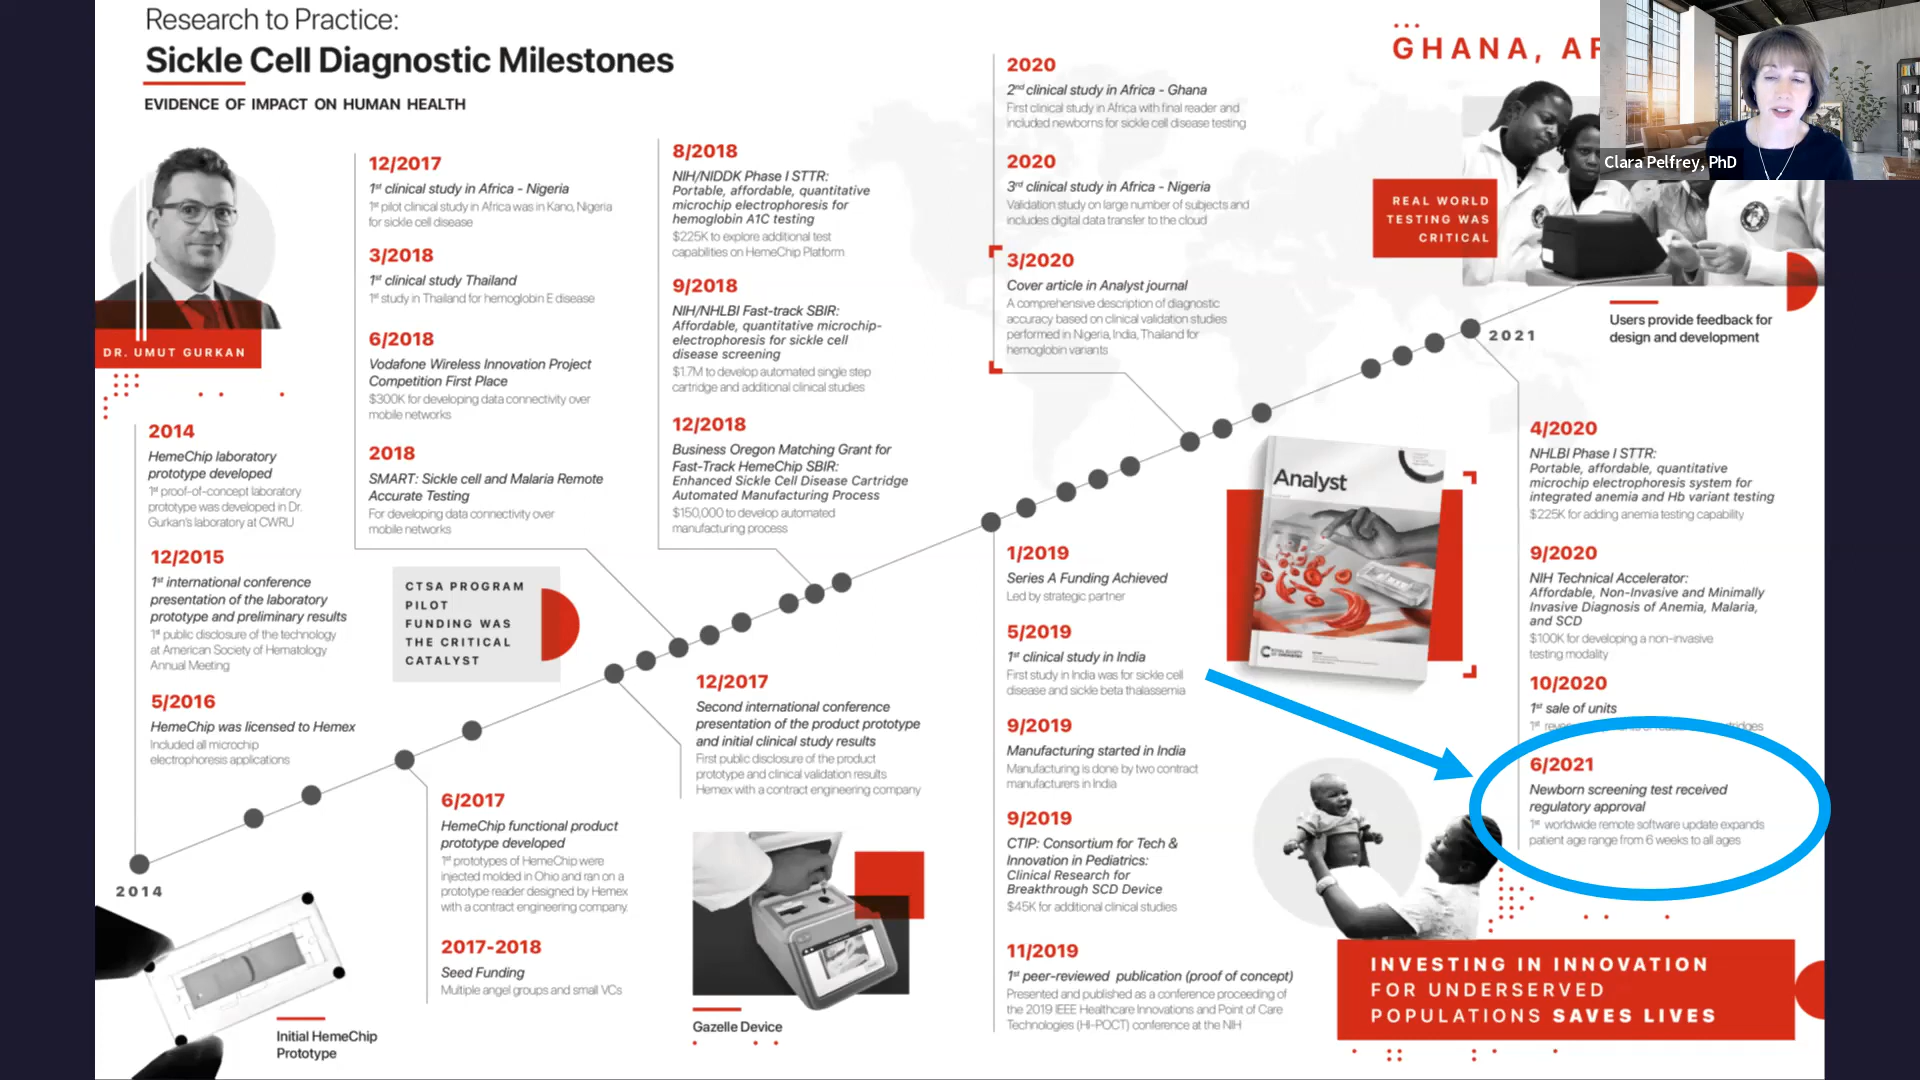 Research to Practice:
Sickle Cell Diagnostic Milestones
EVIDENCE OF IMPACT ON HUMAN HEALTH
DR. UMUT GURKAN
2014
HemeChip laboratory
prototype developed
1st proof-of-concept laboratory
prototype was developed in Dr.
Gurkan's laboratory at CWRU
12/2015
1st international conference
presentation of the laboratory
prototype and preliminary results
1st public disclosure of the technology
at American Society of Hematology
Annual Meeting
5/2016
HemeChip was licensed to Hemex
Included all microchip
electrophoresis applications
2014
Initial HemeChip
Prototype
12/2017
1st clinical study in Africa - Nigeria
1st pilot clinical study in Africa was in Kano, Nigeria
for sickle cell disease
3/2018
1st clinical study Thailand
1st study in Thailand for hemoglobin E disease
6/2018
Vodafone Wireless Innovation Project
Competition First Place
$300K for developing data connectivity over
mobile networks
2018
SMART: Sickle cell and Malaria Remote
Accurate Testing
For developing data connectivity over
mobile networks
CTSA PROGRAM
PILOT
FUNDING WAS
THE CRITICAL
CATALYST
6/2017
HemeChip functional product
prototype developed
1st prototypes of HemeChip were
injected molded in Ohio and ran on a
prototype reader designed by Hemex
with a contract engineering company.
2017-2018
Seed Funding
Multiple angel groups and small VCs
8/2018
NIH/NIDDK Phase I STTR:
Portable, affordable, quantitative
microchip electrophoresis for
hemoglobin A1C testing
$225K to explore additional test
capabilities on HemeChip Platform
9/2018
NIH/NHLBI Fast-track SBIR:
Affordable, quantitative microchip-
electrophoresis for sickle cell
disease screening
$1.7M to develop automated single step
cartridge and additional clinical studies
12/2018
Business Oregon Matching Grant for
Fast-Track HemeChip SBIR:
Enhanced Sickle Cell Disease Cartridge
Automated Manufacturing Process
$150,000 to develop automated
manufacturing process
12/2017
Second international conference
presentation of the product prototype
and initial clinical study results
First public disclosure of the product
prototype and clinical validation results
Hemex with a contract engineering company
Gazelle Device
2020
2nd clinical study in Africa - Ghana
First clinical study in Africa with final reader and
included newborns for sickle cell disease testing
2020
3rd clinical study in Africa - Nigeria
Validation study on large number of subjects and
includes digital data transfer to the cloud
3/2020
Cover article in Analyst journal
A comprehensive description of diagnostic
accuracy based on clinical validation studies
performed in Nigeria, India, Thailand for
hemoglobin variants
1/2019
Series A Funding Achieved
Led by strategic partner
5/2019
1st clinical study in India
First study in India was for sickle cell
disease and sickle beta thalassemia
9/2019
Manufacturing started in India
Manufacturing is done by two contract
manufacturers in India
9/2019
CTIP: Consortium for Tech &
Innovation in Pediatrics:
Clinical Research for
Breakthrough SCD Device
$45K for additional clinical studies
11/2019
1st peer-reviewed publication (proof of concept)
Presented and published as a conference proceeding of
the 2019 IEEE Healthcare Innovations and Point of Care
Technologies (HI-POCT) conference at the NIH
Analyst
GHANA, AF
Clara Pelfrey, PhD
REAL WORLD
TESTING WAS
CRITICAL
Users provide feedback for
design and development
2021
4/2020
NHLBI Phase I STTR:
Portable, affordable, quantitative
microchip electrophoresis system for
integrated anemia and Hb variant testing
$225K for adding anemia testing capability
9/2020
NIH Technical Accelerator:
Affordable, Non-Invasive and Minimally
Invasive Diagnosis of Anemia, Malaria,
and SCD
$100K for developing a non-invasive
testing modality
10/2020
1st sale of units
1st
6/2021
Newborn screening test received
regulatory approval
1st worldwide remote software update expands
patient age range from 6 weeks to all ages
INVESTING IN INNOVATION
FOR UNDERSERVED
POPULATIONS SAVES LIVES